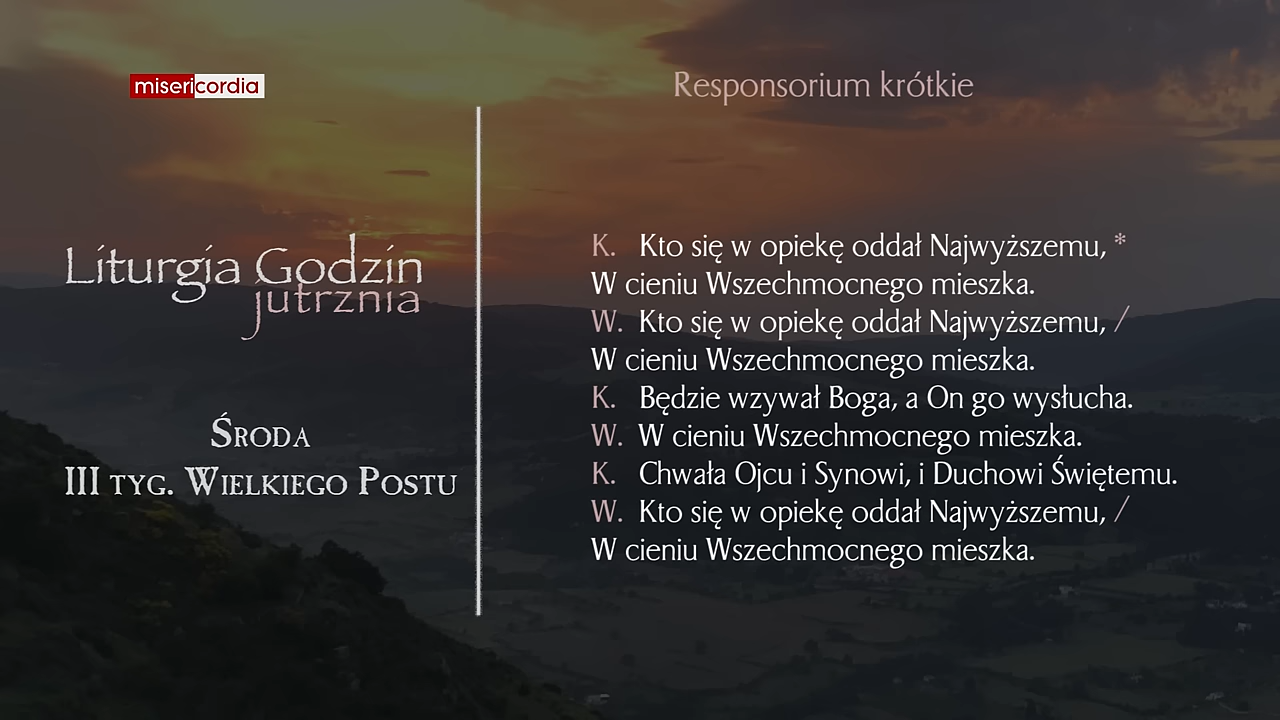 misericordia
Liturgia Godzin
jutrznia
Środa
III tyg. Wielkiego Postu
Responsorium krótkie
K. Kto się w opiekę oddał Najwyższemu, *
W cieniu Wszechmocnego mieszka.
W. Kto się w opiekę oddał Najwyższemu, /
W cieniu Wszechmocnego mieszka.
K. Będzie wzywał Boga, a On go wysłucha.
W. W cieniu Wszechmocnego mieszka.
K. Chwała Ojcu i Synowi, i Duchowi Świętemu.
W. Kto się w opiekę oddał Najwyższemu, /
W cieniu Wszechmocnego mieszka.